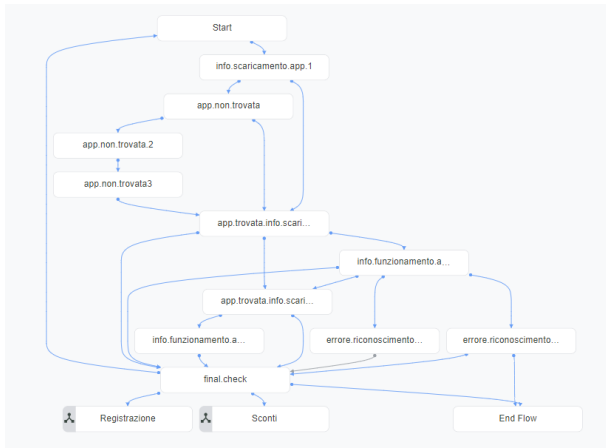 Start
info.scaricamento.app.1
app.non.trovata
app.non.trovata.2
app.non.trovata3
app.trovata.info.scari...
info.funzionamento.a...
app.trovata.info.scari...
info.funzionamento.a...
errore.riconoscimento...
errore.riconoscimento...
final.check
Registrazione
Sconti
End Flow